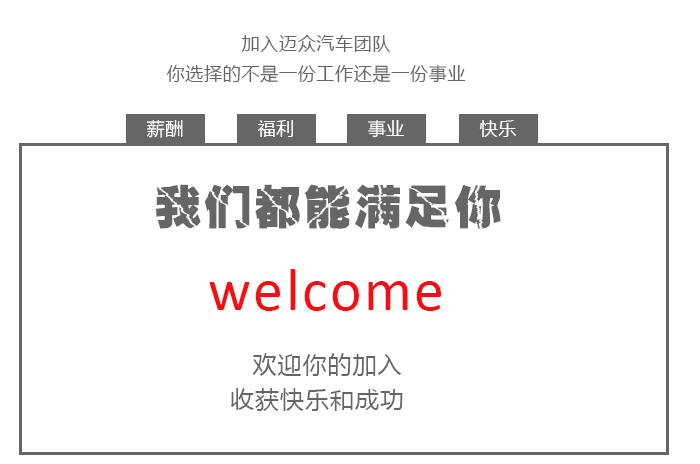 加入迈众汽车团队
你选择的不是一份工作还是一份事业
薪酬 福利 事业 快乐
我们都能满足你
welcome
欢迎你的加入
收获快乐和成功